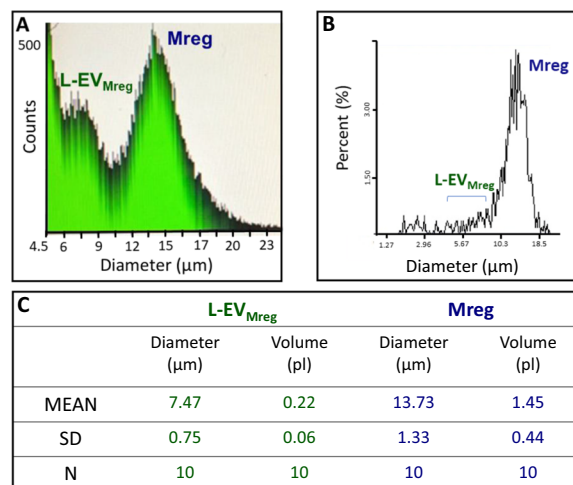 A
500
Mreg
L-EVMreg
Counts
4.5 6 9 12 15 17 20 23
Diameter (µm)
B
Mreg
Percent (%)
3.00
1.50
L-EVMreg
1.27 2.96 5.67 10.3 18.5
Diameter (µm)
C
L-EVMreg Mreg
Diameter (µm) Volume (pl) Diameter (µm) Volume (pl)
MEAN 7.47 0.22 13.73 1.45
SD 0.75 0.06 1.33 0.44
N 10 10 10 10